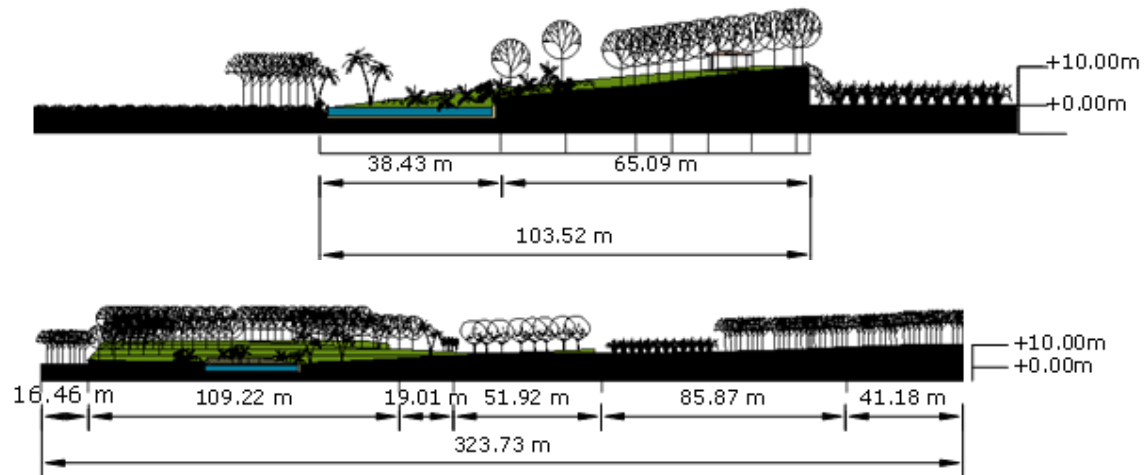 +10.00m
+0.00m
38.43 m
65.09 m
103.52 m
+10.00m
+0.00m
16.46 m
109.22 m
19.01 m
51.92 m
85.87 m
41.18 m
323.73 m